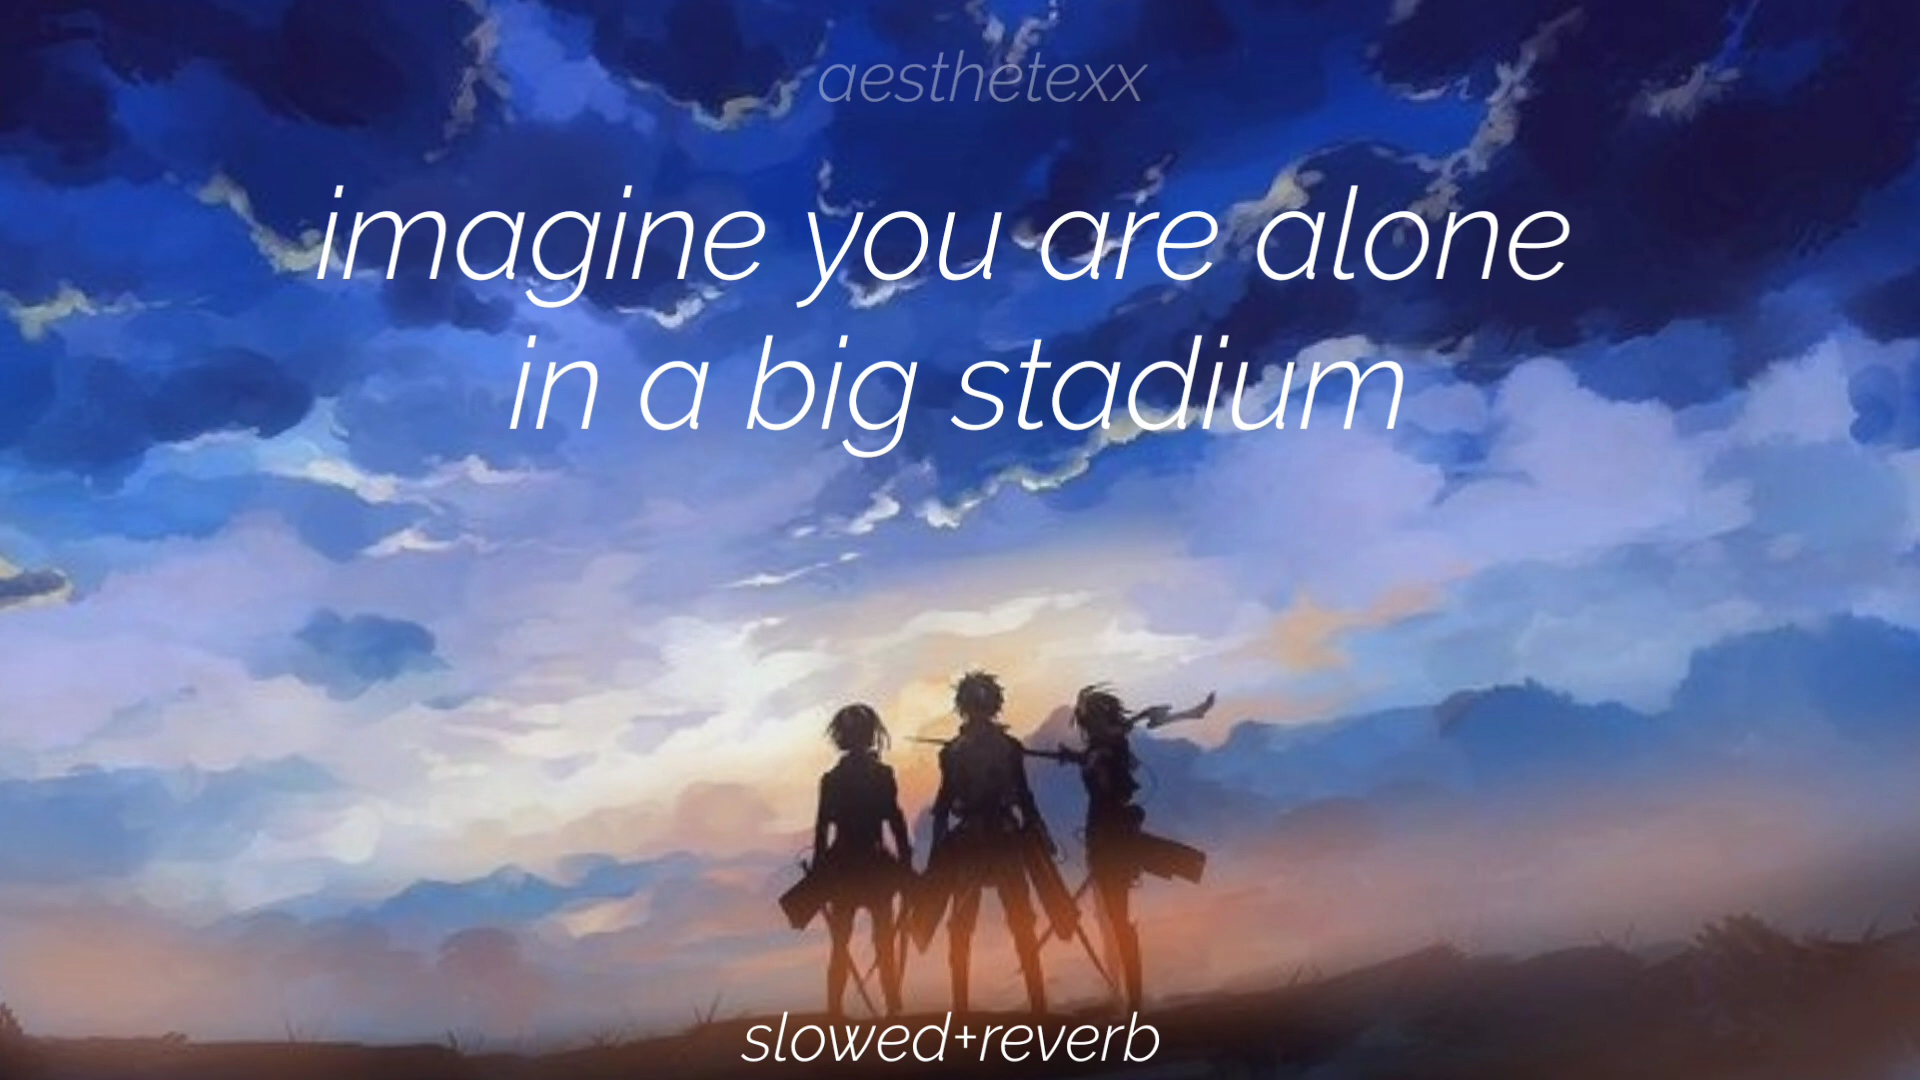 aesthetexx
imagine you are alone
in a big stadium
slowed+reverb